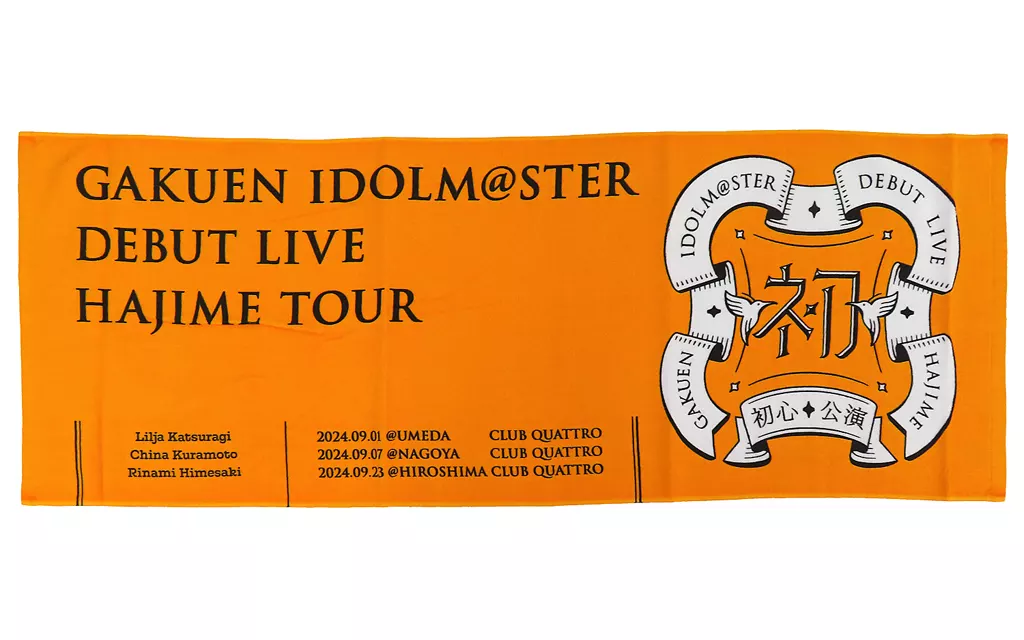 GAKUEN IDOLM@STER
DEBUT LIVE
HAJIME TOUR
Lilja Katsuragi
China Kuramoto
Rinami Himesaki
2024.09.01 @UMEDA CLUB QUATTRO
2024.09.07 @NAGOYA CLUB QUATTRO
2024.09.23 @HIROSHIMA CLUB QUATTRO
GAKUEN IDOLM@STER DEBUT LIVE HAJIME
初
初心 公演